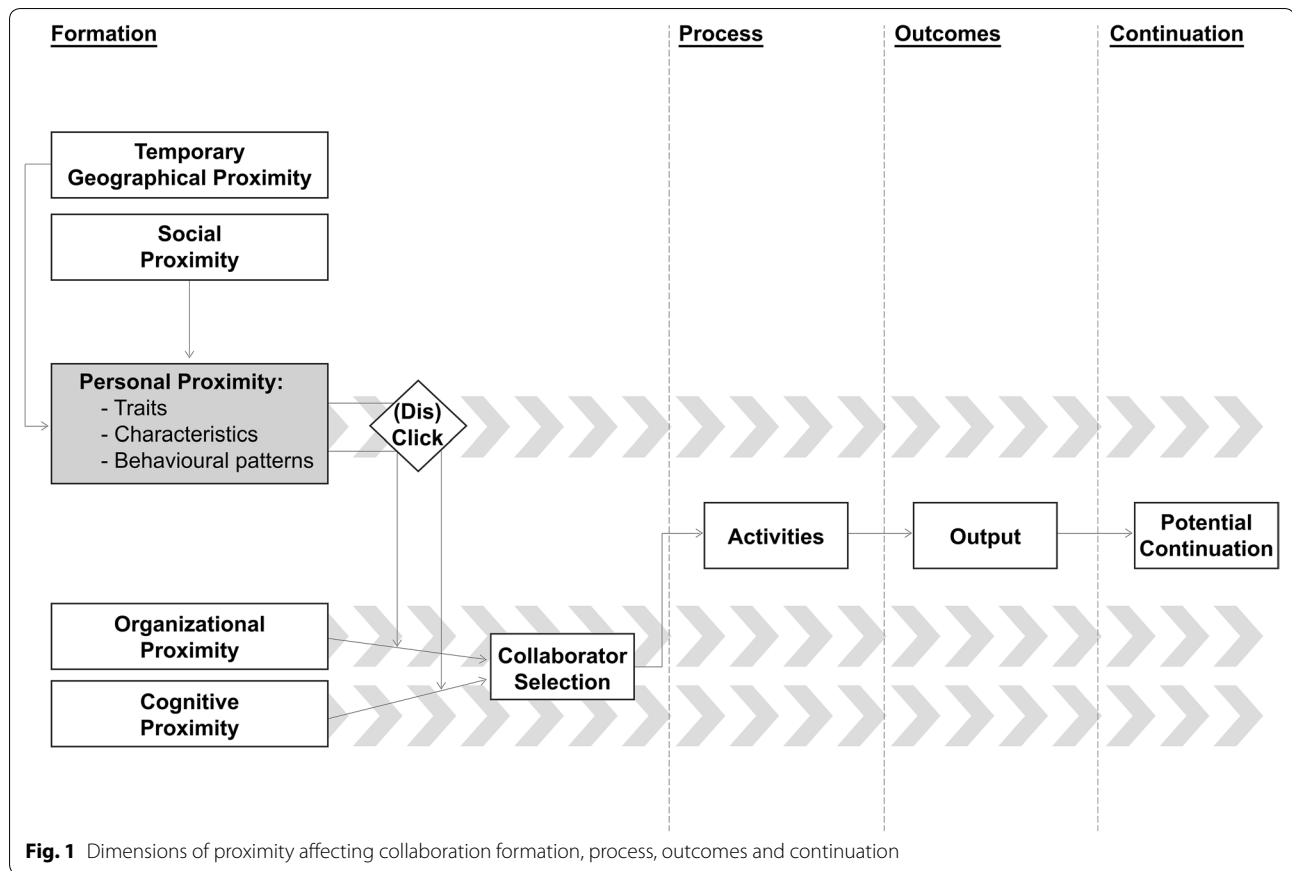 Formation
Process
Outcomes
Continuation
Temporary
Geographical Proximity
Social
Proximity
Personal Proximity:
- Traits
- Characteristics
- Behavioural patterns
(Dis)
Click
Activities
Output
Potential
Continuation
Organizational
Proximity
Collaborator
Selection
Cognitive
Proximity
Fig. 1 Dimensions of proximity affecting collaboration formation, process, outcomes and continuation